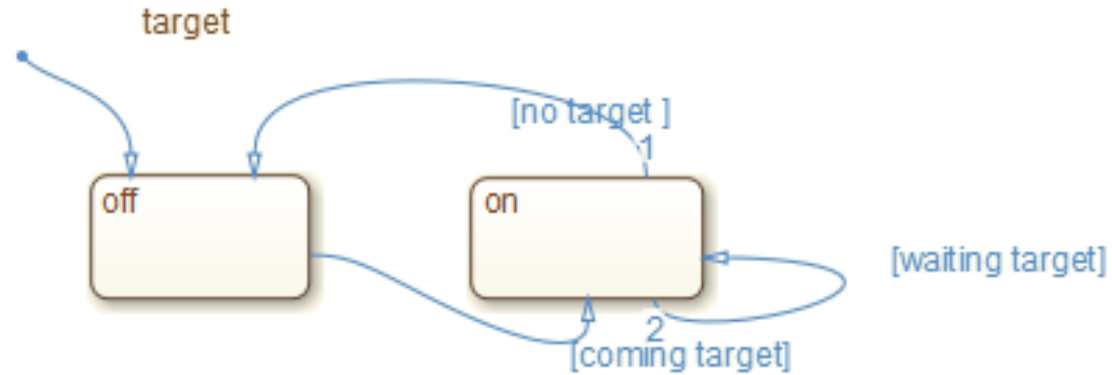 target
[no target ]
1
off
on
[waiting target]
2
[coming target]